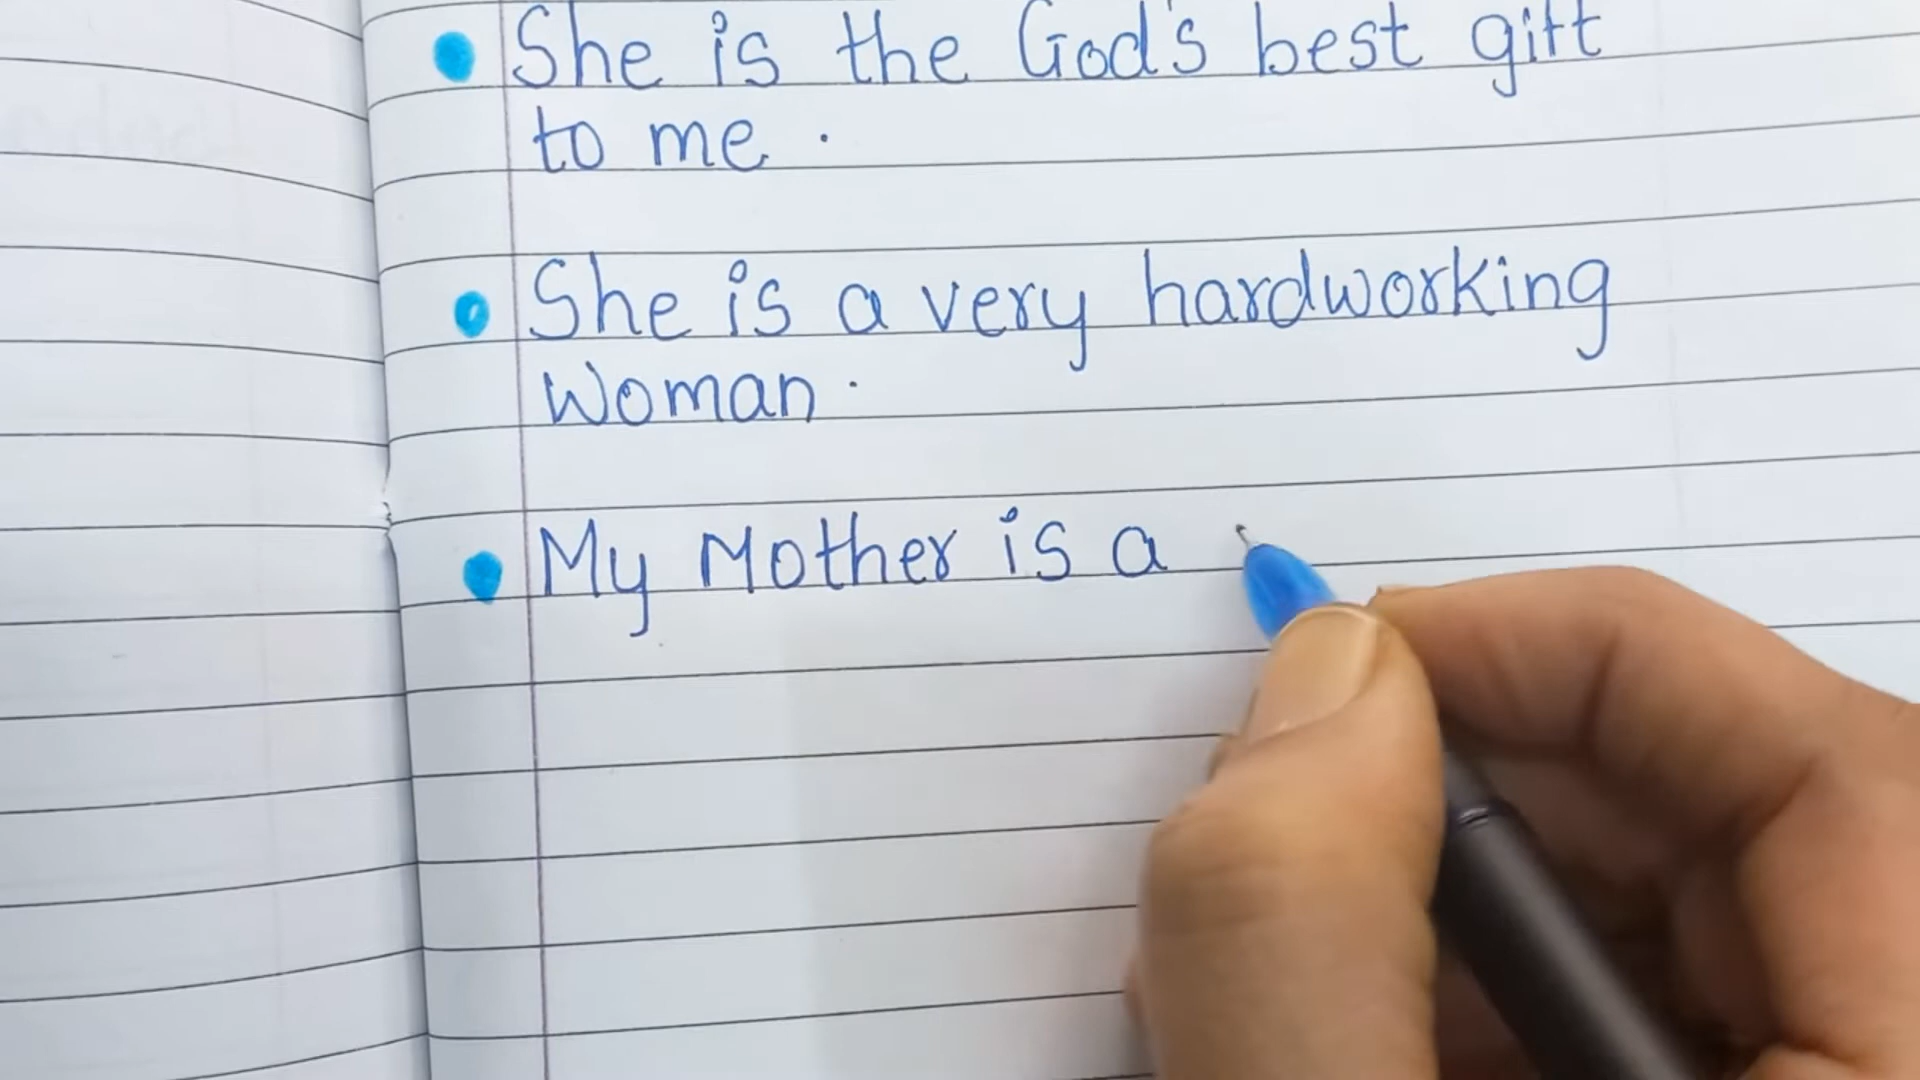 She is the God's best gift
to me .
She is a very hardworking
Woman .
My Mother is a